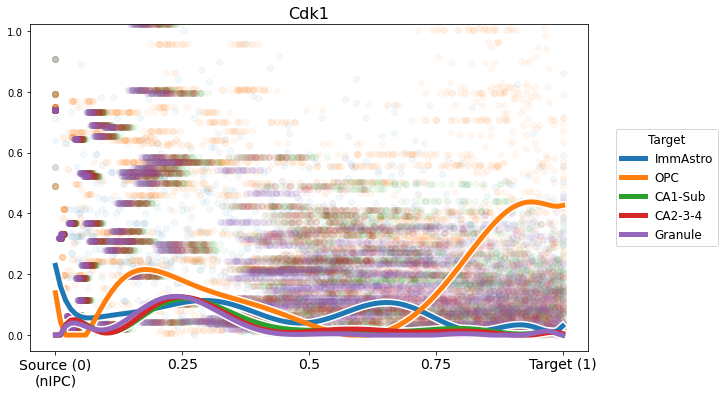 Cdk1
1.0
0.8
0.6
0.4
0.2
0.0
Source (0)
(nIPC)
0.25
0.5
0.75
Target (1)
Target
ImmAstro
OPC
CA1-Sub
CA2-3-4
Granule